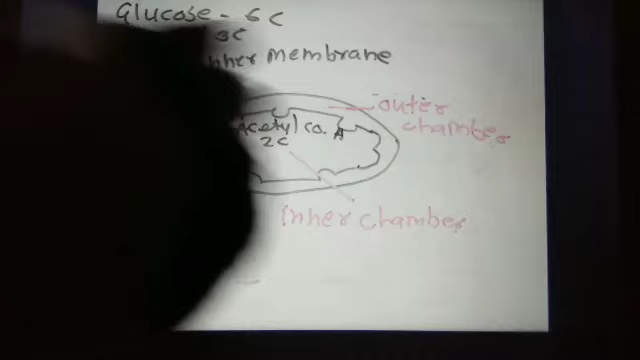 Glucose - 6C
3C
inner membrane
outer
chamber
Acetyl co. A
2C
inner chamber